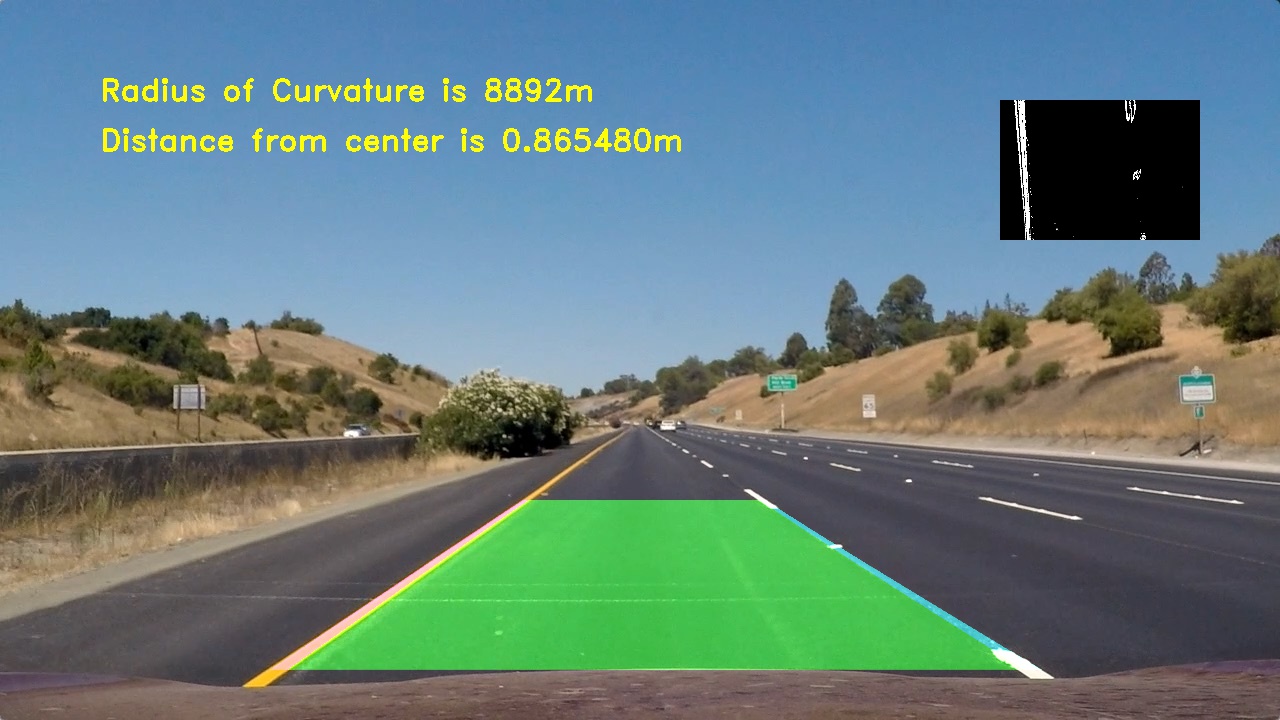 Radius of Curvature is 8892m
Distance from center is 0.865480m